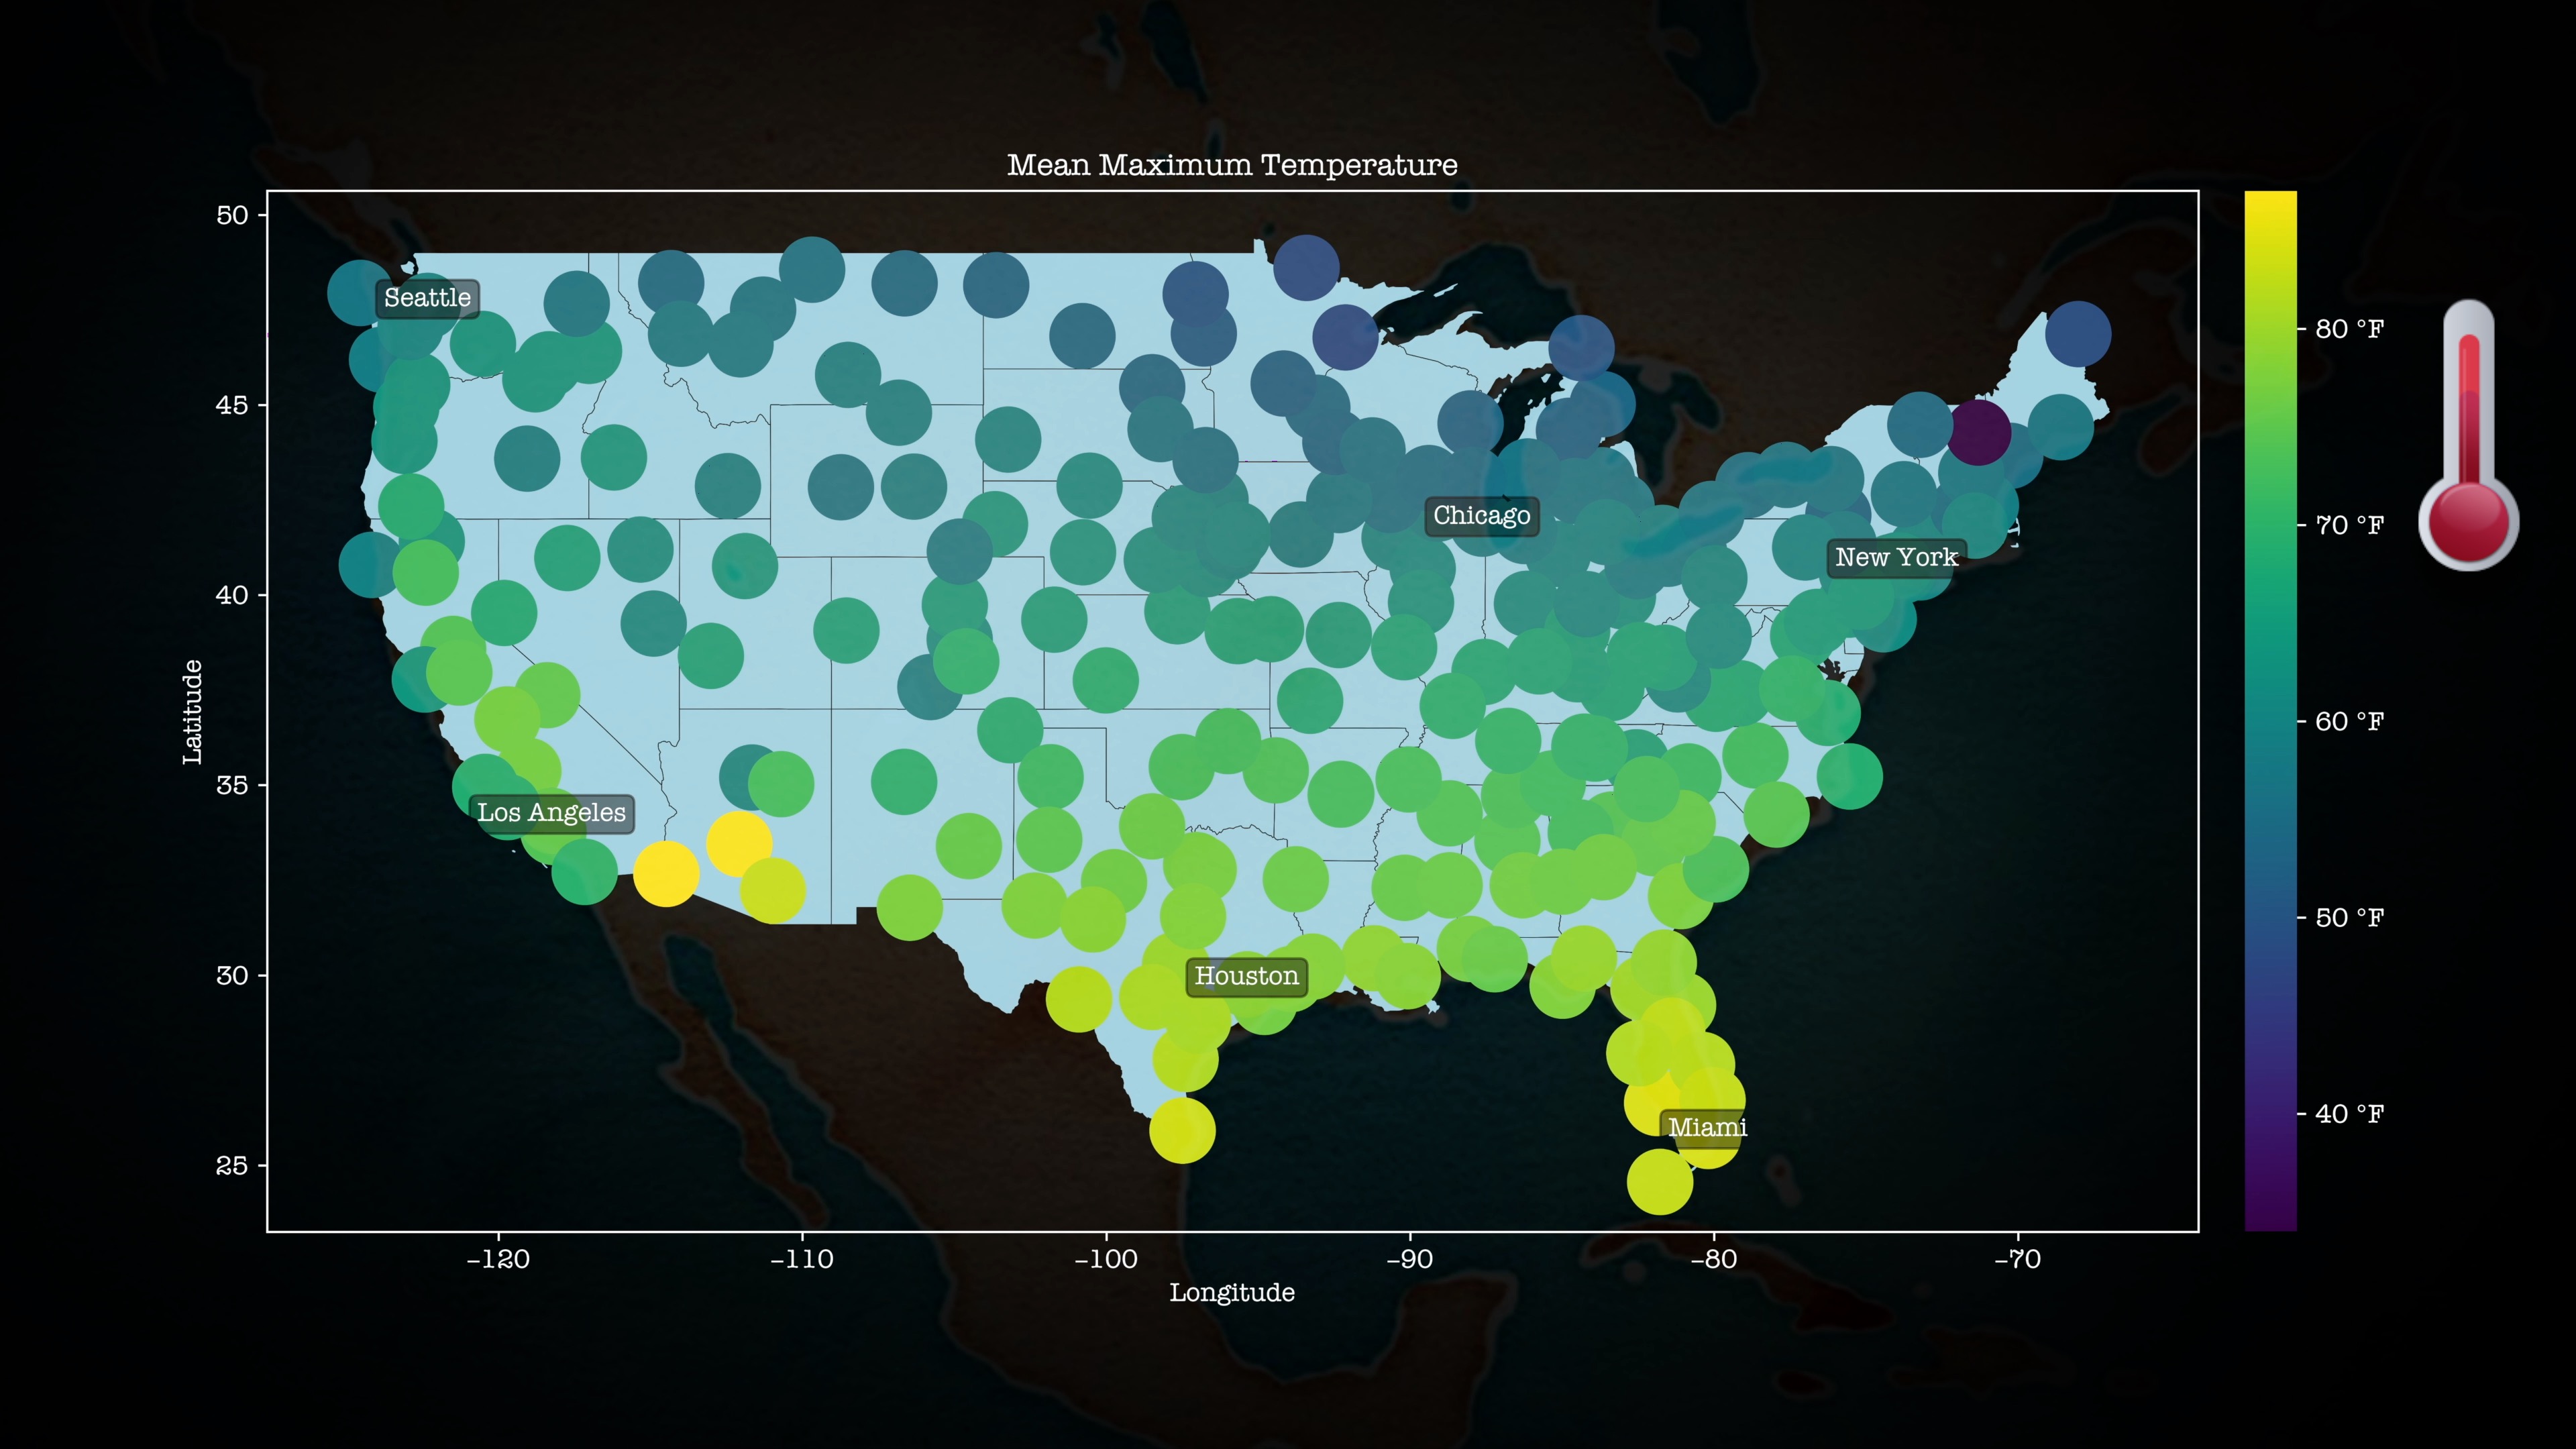 Mean Maximum Temperature
50
45
40
35
30
25
Latitude
Seattle
Chicago
New York
Los Angeles
Houston
Miami
-120
-110
-100
-90
-80
-70
Longitude
80 °F
70 °F
60 °F
50 °F
40 °F